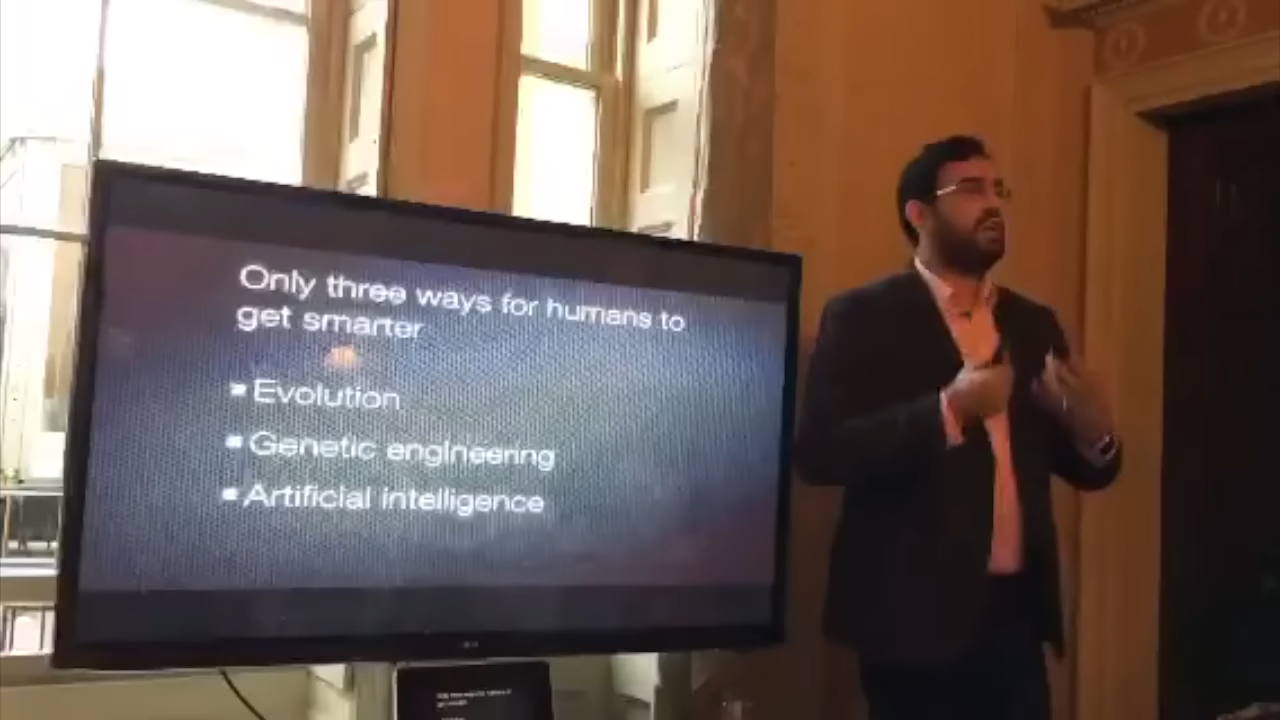 Only three ways for humans to
get smarter
Evolution
Genetic engineering
Artificial intelligence